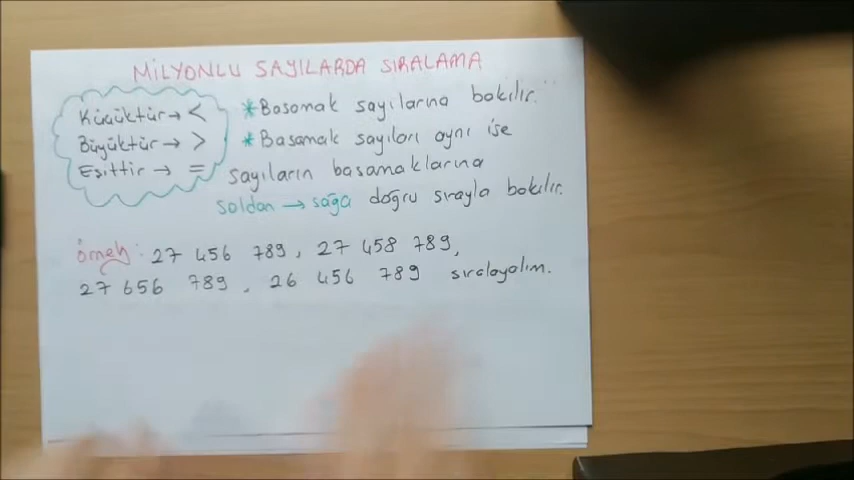 MİLYONLU SAYILARDA SIRALAMA
Küçüktür → <
Büyüktür → >
Eşittir → =
* Basamak sayılarına bakılır.
* Basamak sayıları aynı ise
sayıların basamaklarına
soldan → sağa doğru sırayla bakılır.
örnek: 27 456 789, 27 458 789,
27 656 789, 26 456 789 sıralayalım.